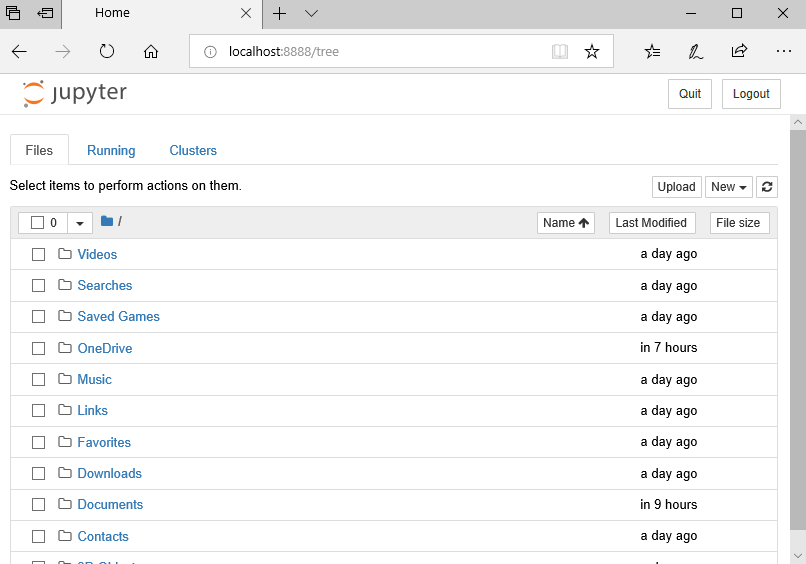 Home
localhost:8888/tree
jupyter
Quit
Logout
Files
Running
Clusters
Select items to perform actions on them.
Upload
New
0
/
Name
Last Modified
File size
Videos a day ago
Searches a day ago
Saved Games a day ago
OneDrive in 7 hours
Music a day ago
Links a day ago
Favorites a day ago
Downloads a day ago
Documents in 9 hours
Contacts a day ago